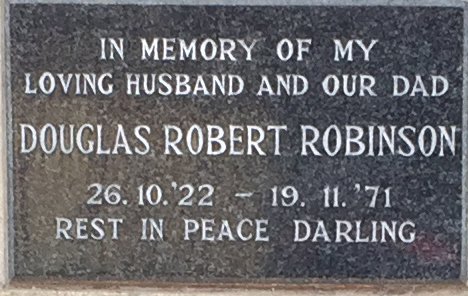 IN MEMORY OF MY
LOVING HUSBAND AND OUR DAD
DOUGLAS ROBERT ROBINSON
26.10.'22 – 19. 11. '71
REST IN PEACE DARLING